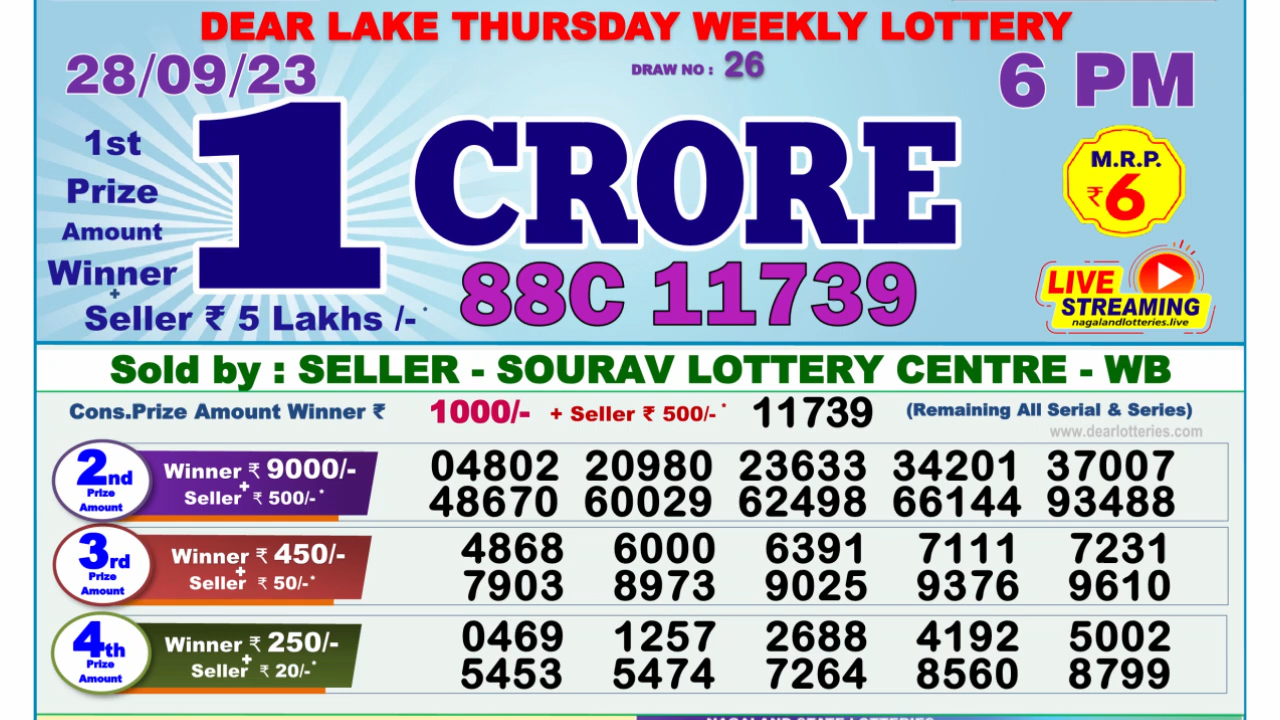 DEAR LAKE THURSDAY WEEKLY LOTTERY
28/09/23
DRAW NO : 26
6 PM
1st
Prize
Amount
Winner
+
Seller ₹ 5 Lakhs /-*
1 CRORE
88C 11739
M.R.P.
₹6
LIVE
STREAMING
nagalandlotteries.live
Sold by : SELLER - SOURAV LOTTERY CENTRE - WB
Cons.Prize Amount Winner ₹ 1000/- + Seller ₹ 500/-* 11739 (Remaining All Serial & Series)
www.dearlotteries.com
2nd
Prize
Amount
Winner ₹ 9000/-
+
Seller ₹ 500/-*
04802 20980 23633 34201 37007
48670 60029 62498 66144 93488
3rd
Prize
Amount
Winner ₹ 450/-
+
Seller ₹ 50/-*
4868 6000 6391 7111 7231
7903 8973 9025 9376 9610
4th
Prize
Amount
Winner ₹ 250/-
+
Seller ₹ 20/-*
0469 1257 2688 4192 5002
5453 5474 7264 8560 8799
NAGALAND STATE LOTTERIES